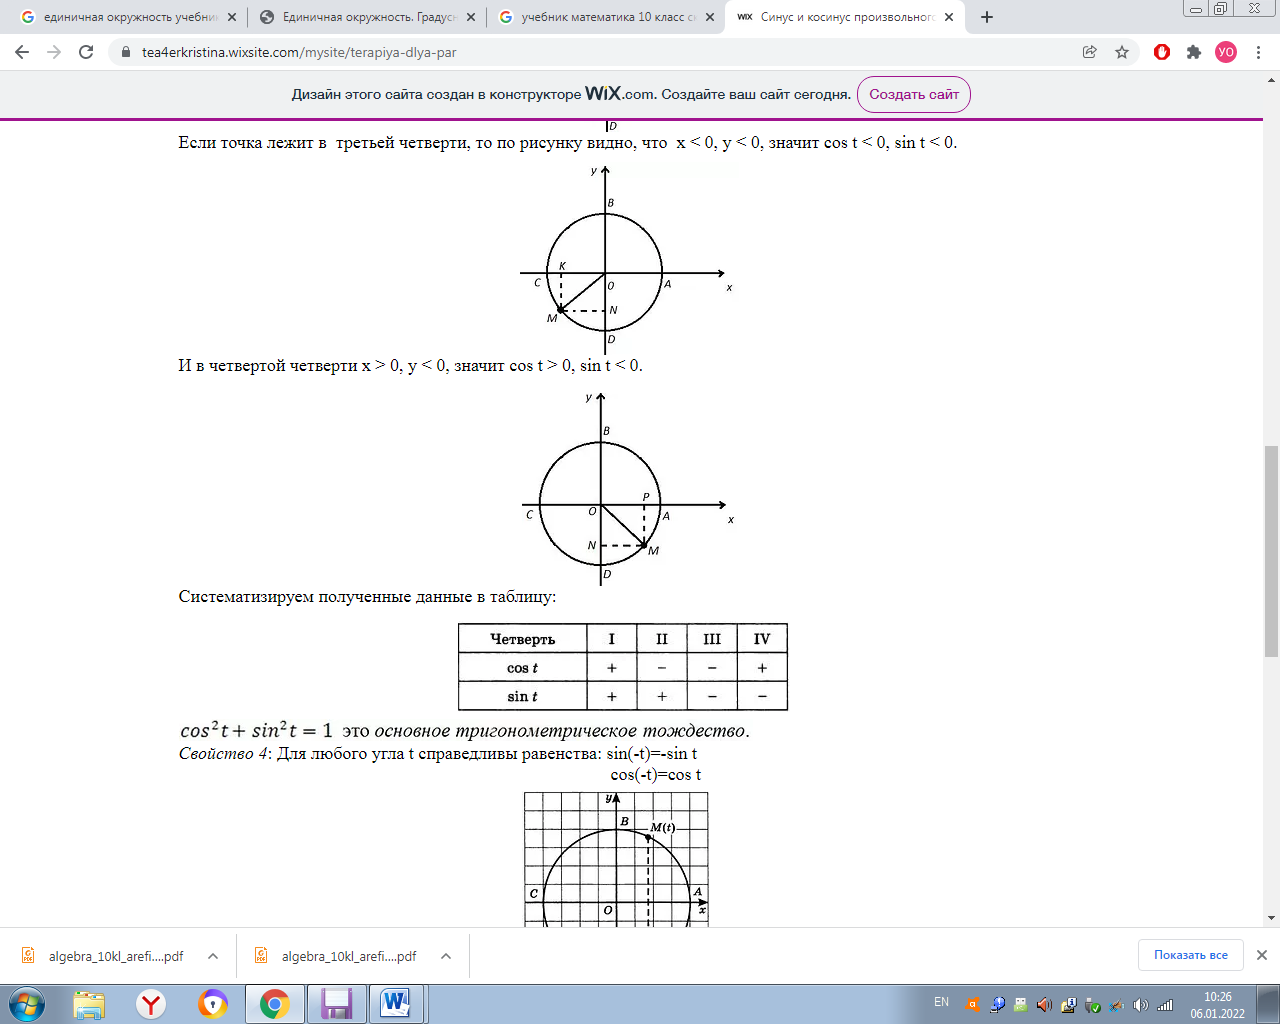 единичная окружность учебни
Единичная окружность. Градусн
учебник математика 10 класс ск
WIX Синус и косинус произвольного
tea4erkristina.wixsite.com/mysite/terapiya-dlya-par
УО
Дизайн этого сайта создан в конструкторе WiX.com. Создайте ваш сайт сегодня. Создать сайт
D
Если точка лежит в третьей четверти, то по рисунку видно, что x < 0, y < 0, значит cos t < 0, sin t < 0.
y
B
K
C
0
A
x
N
M
D
И в четвертой четверти x > 0, y < 0, значит cos t > 0, sin t < 0.
y
B
P
C
O
A
x
N
M
D
Систематизируем полученные данные в таблицу:
Четверть I II III IV
cos t + − − +
sin t + + − −
cos²t + sin²t = 1 это основное тригонометрическое тождество.
Свойство 4: Для любого угла t справедливы равенства: sin(-t)=-sin t
cos(-t)=cos t
y
B
M(t)
C
A
O
x
algebra_10kl_arefi....pdf
algebra_10kl_arefi....pdf
Показать все
EN
10:26
06.01.2022